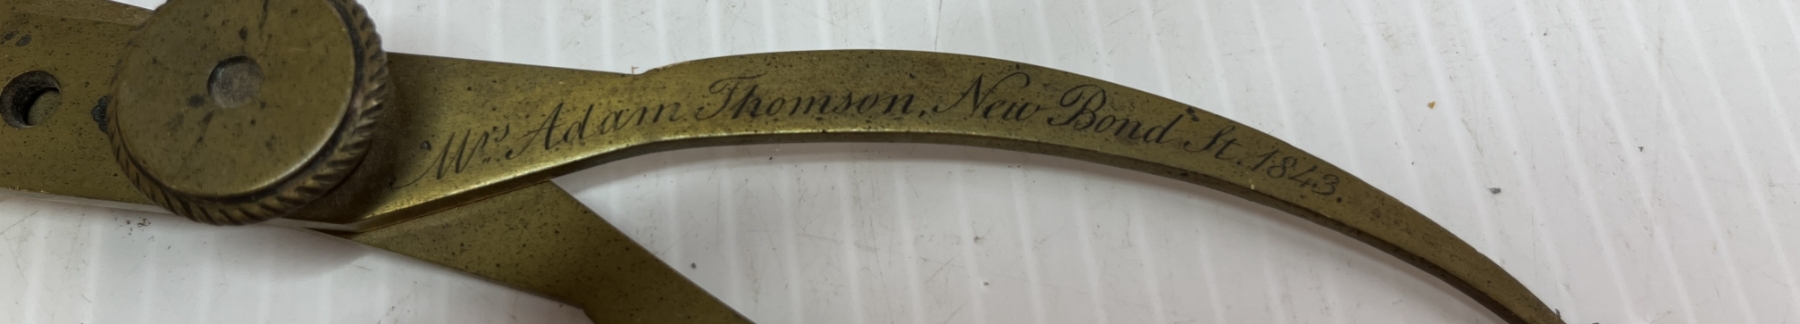 Mrs. Adam Thomson, New Bond St. 1843.